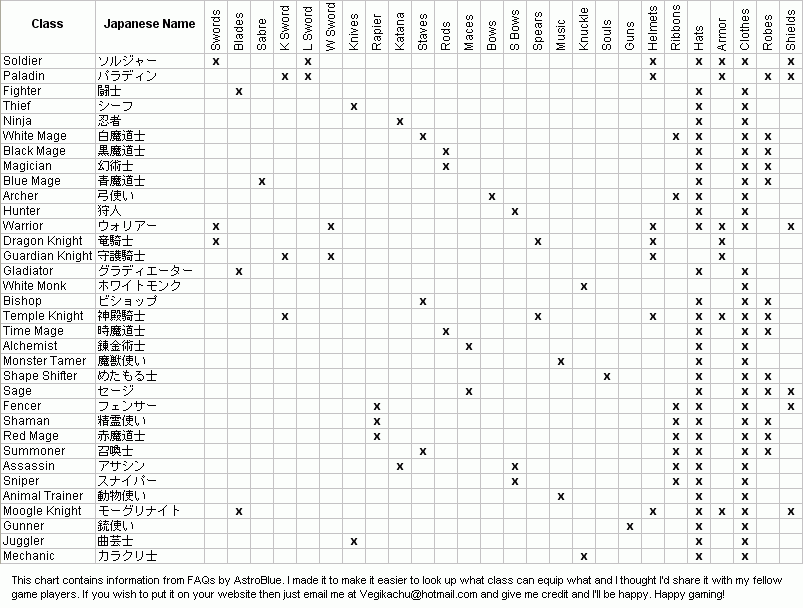 Class Japanese Name Swords Blades Sabre K Sword L Sword W Sword Knives Rapier Katana Staves Rods Maces Bows S Bows Spears Music Knuckle Souls Guns Helmets Ribbons Hats Armor Clothes Robes Shields
Soldier ソルジャー x x x x x x x
Paladin パラディン x x x x x x x
Fighter 闘士 x x x
Thief シーフ x x x
Ninja 忍者 x x x
White Mage 白魔道士 x x x x x
Black Mage 黒魔道士 x x x x
Magician 幻術士 x x x x
Blue Mage 青魔道士 x x x x
Archer 弓使い x x x x
Hunter 狩人 x x x
Warrior ウォリアー x x x x x x x
Dragon Knight 竜騎士 x x x x
Guardian Knight 守護騎士 x x x x
Gladiator グラディエーター x x x
White Monk ホワイトモンク x x
Bishop ビショップ x x x x
Temple Knight 神殿騎士 x x x x x x x
Time Mage 時魔道士 x x x x
Alchemist 錬金術士 x x x
Monster Tamer 魔獣使い x x x
Shape Shifter めたもる士 x x x x
Sage セージ x x x x x
Fencer フェンサー x x x x x
Shaman 精霊使い x x x x x
Red Mage 赤魔道士 x x x x x
Summoner 召喚士 x x x x x
Assassin アサシン x x x x x
Sniper スナイパー x x x x
Animal Trainer 動物使い x x x
Moogle Knight モーグリナイト x x x x x x
Gunner 銃使い x x x
Juggler 曲芸士 x x x
Mechanic カラクリ士 x x x
This chart contains information from FAQs by AstroBlue. I made it to make it easier to look up what class can equip what and I thought I'd share it with my fellow
game players. If you wish to put it on your website then just email me at Vegikachu@hotmail.com and give me credit and I'll be happy. Happy gaming!